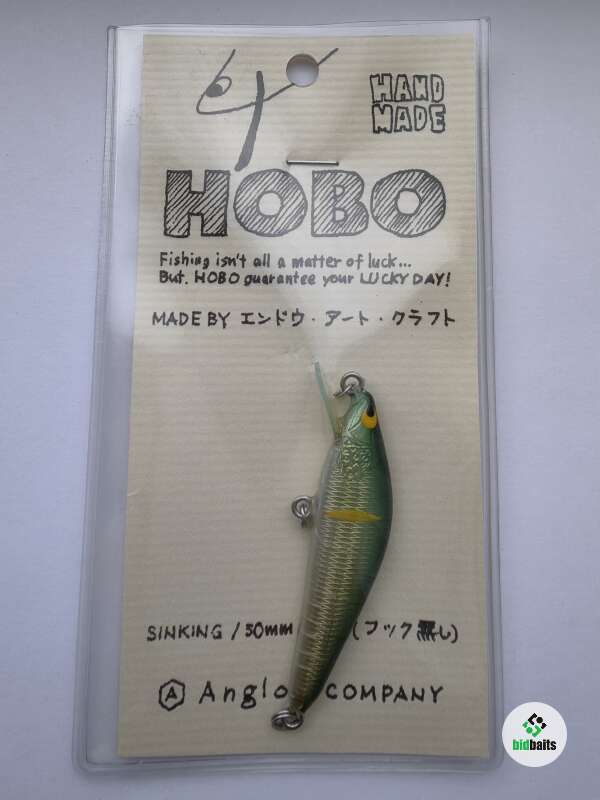 HAND
MADE
HOBO
Fishing isn't all a matter of luck...
But, HOBO guarantee your LUCKY DAY!
MADE BY エンドウ・アート・クラフト
SINKING / 50mm (フック無し)
Ⓐ Anglo COMPANY
bidbaits